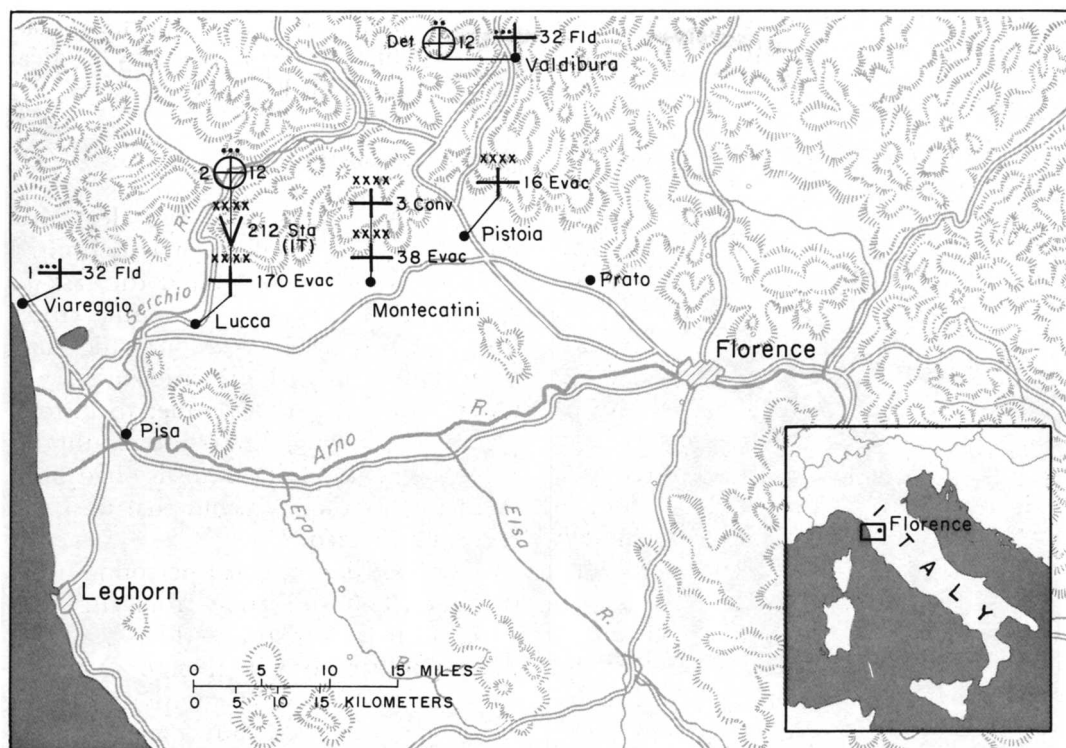 Det 12
32 Fld
Valdibura
2 12
xxxx
16 Evac
xxxx
3 Conv
xxxx
212 Sta
(IT)
xxxx
38 Evac
xxxx
170 Evac
Pistoia
1 32 Fld
Viareggio
R.
Serchio
Lucca
Montecatini
Prato
Florence
Pisa
Arno
R.
Era
Elsa
R.
R.
Leghorn
0 5 10 15 MILES
0 5 10 15 KILOMETERS
Florence
ITALY